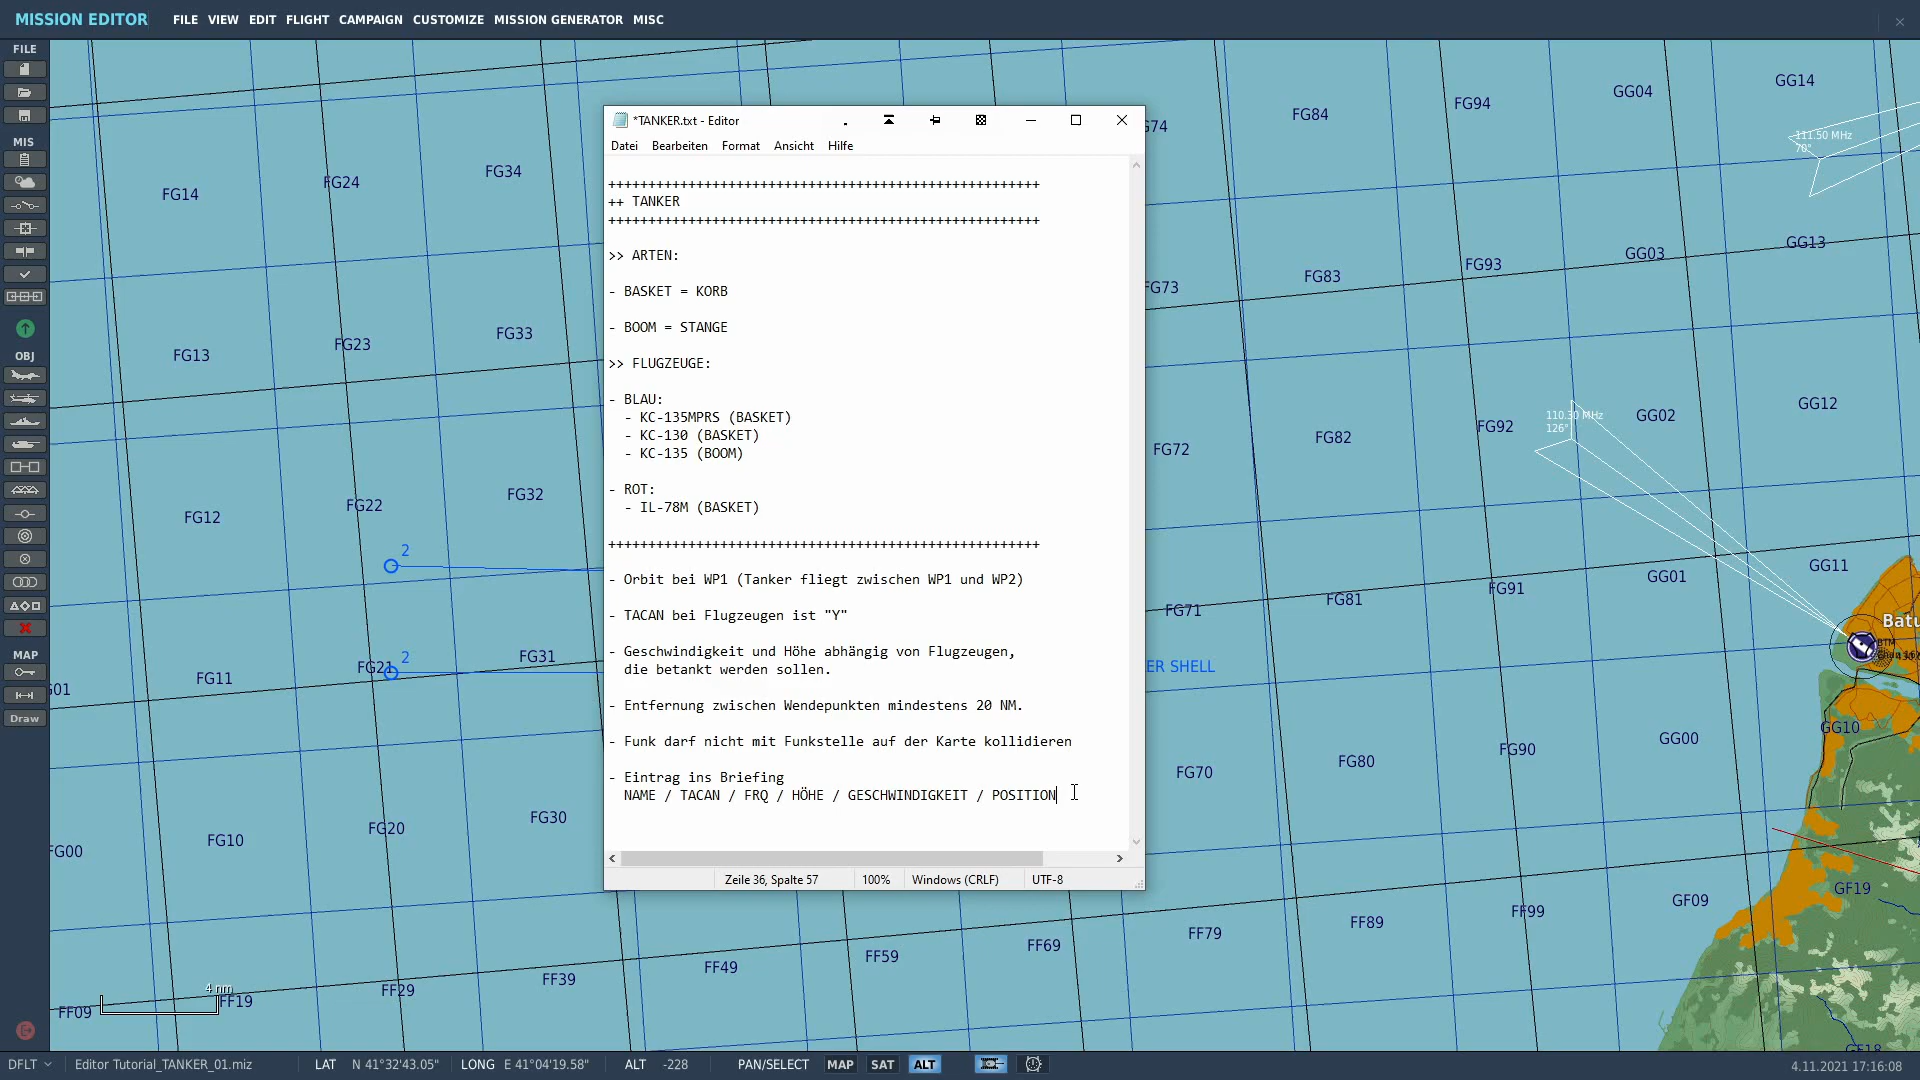 MISSION EDITOR
FILE VIEW EDIT FLIGHT CAMPAIGN CUSTOMIZE MISSION GENERATOR MISC
FILE
MIS
OBJ
MAP
Draw
*TANKER.txt - Editor
Datei Bearbeiten Format Ansicht Hilfe
++++++++++++++++++++++++++++++++++++++++++++++++++++++
++ TANKER
++++++++++++++++++++++++++++++++++++++++++++++++++++++
>> ARTEN:
- BASKET = KORB
- BOOM = STANGE
>> FLUGZEUGE:
- BLAU:
- KC-135MPRS (BASKET)
- KC-130 (BASKET)
- KC-135 (BOOM)
- ROT:
- IL-78M (BASKET)
++++++++++++++++++++++++++++++++++++++++++++++++++++++
- Orbit bei WP1 (Tanker fliegt zwischen WP1 und WP2)
- TACAN bei Flugzeugen ist "Y"
- Geschwindigkeit und Höhe abhängig von Flugzeugen,
die betankt werden sollen.
- Entfernung zwischen Wendepunkten mindestens 20 NM.
- Funk darf nicht mit Funkstelle auf der Karte kollidieren
- Eintrag ins Briefing
NAME / TACAN / FRQ / HÖHE / GESCHWINDIGKEIT / POSITION
Zeile 36, Spalte 57 100% Windows (CRLF) UTF-8
FG14 FG24 FG34 74 FG84 FG94 GG04 GG14
111.50 MHz
70°
FG13 FG23 FG33 FG73 FG83 FG93 GG03 GG13
110.30 MHz
126°
FG12 FG22 FG32 FG72 FG82 FG92 GG02 GG12
2
2
01 FG11 FG21 FG31 FG71 FG81 FG91 GG01 GG11
ER SHELL
Batu
BTM
FG00 FG10 FG20 FG30 FG70 FG80 FG90 GG00 GG10
FF09 FF19 FF29 FF39 FF49 FF59 FF69 FF79 FF89 FF99 GF09 GF19
GF18
4 nm
DFLT Editor Tutorial_TANKER_01.miz LAT N 41°32'43.05" LONG E 41°04'19.58" ALT -228 PAN/SELECT MAP SAT ALT 4.11.2021 17:16:08